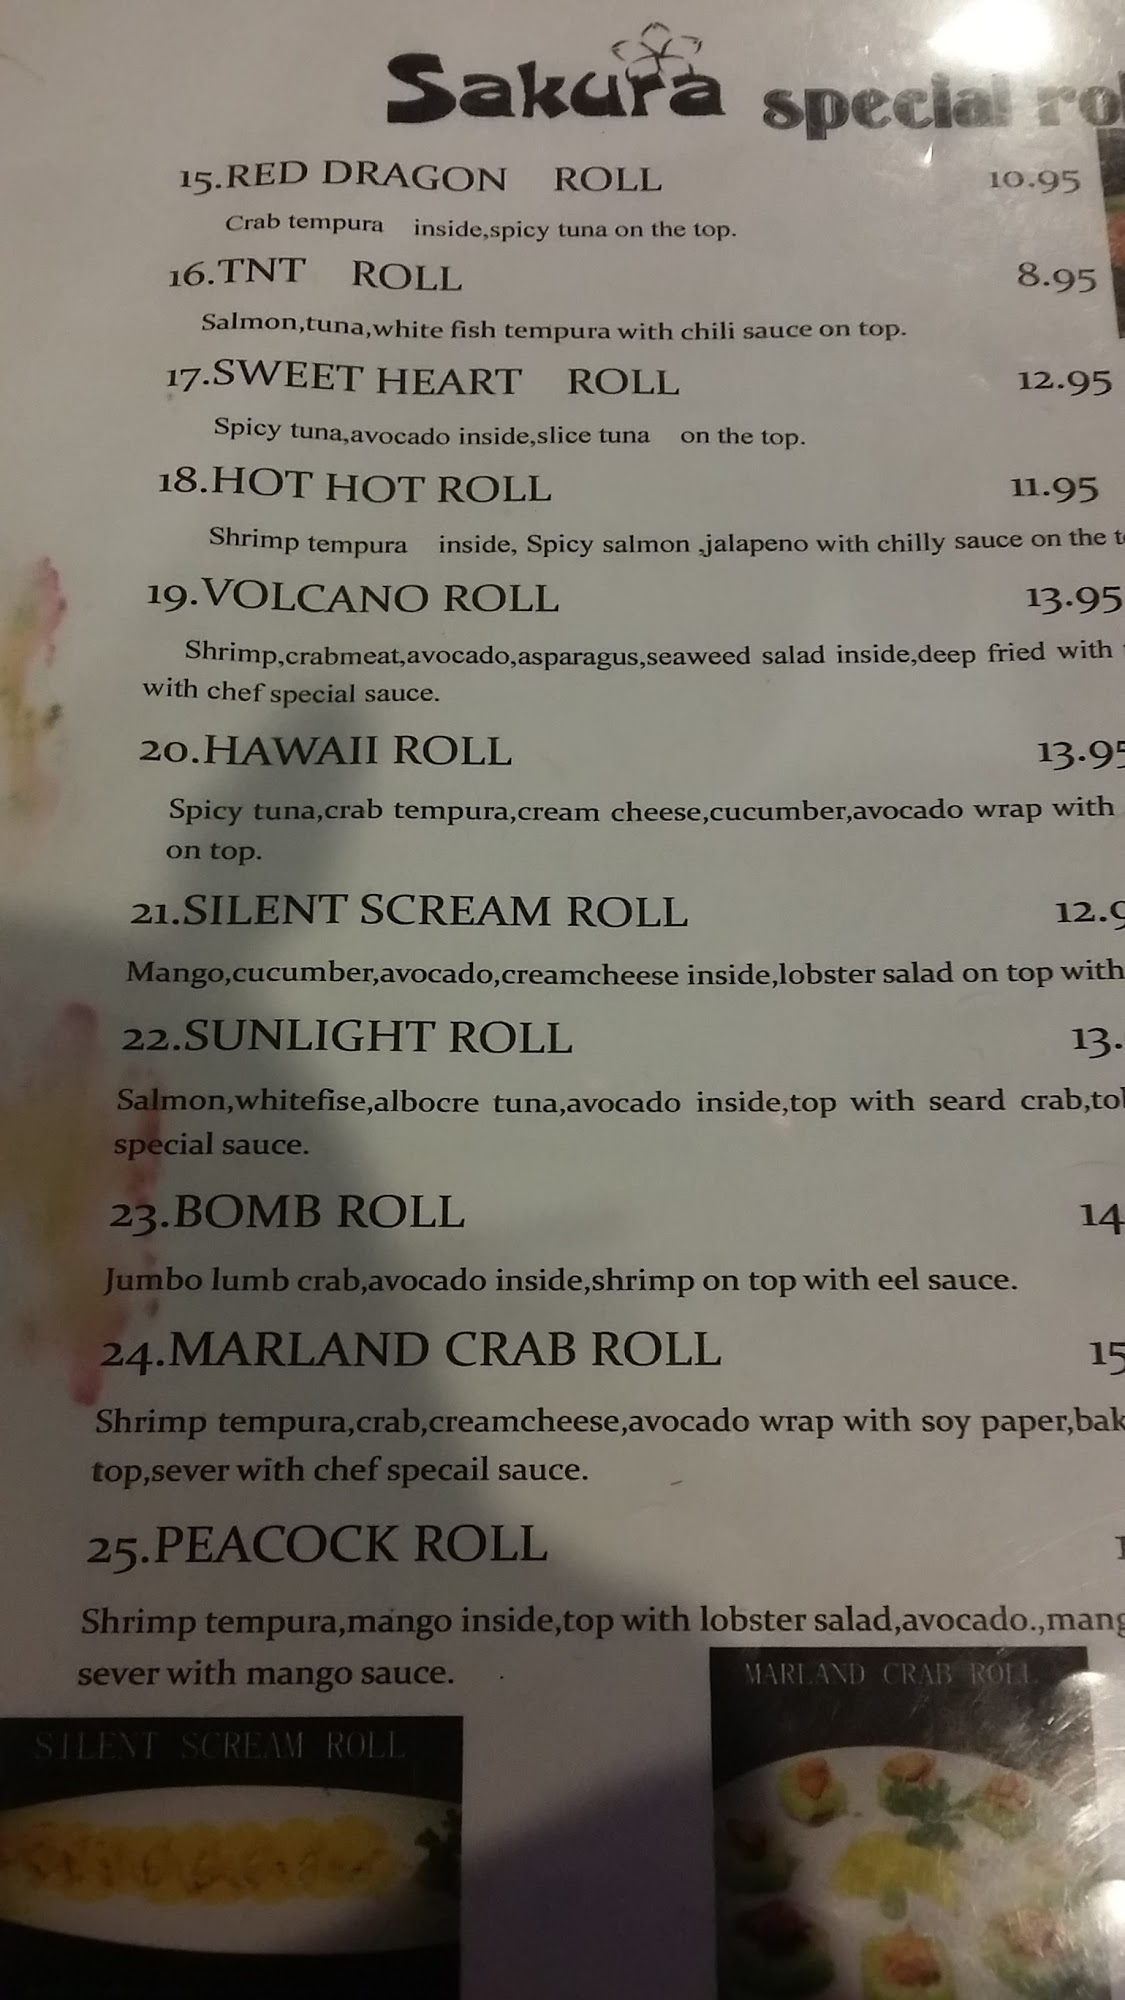 Sakura special
15.RED DRAGON ROLL 10.95
Crab tempura inside,spicy tuna on the top.
16.TNT ROLL 8.95
Salmon,tuna,white fish tempura with chili sauce on top.
17.SWEET HEART ROLL 12.95
Spicy tuna,avocado inside,slice tuna on the top.
18.HOT HOT ROLL 11.95
Shrimp tempura inside, Spicy salmon ,jalapeno with chilly sauce on the
19.VOLCANO ROLL 13.95
Shrimp,crabmeat,avocado,asparagus,seaweed salad inside,deep fried with
with chef special sauce.
20.HAWAII ROLL 13.95
Spicy tuna,crab tempura,cream cheese,cucumber,avocado wrap with
on top.
21.SILENT SCREAM ROLL 12.9
Mango,cucumber,avocado,creamcheese inside,lobster salad on top with
22.SUNLIGHT ROLL 13.
Salmon,whitefise,albocre tuna,avocado inside,top with seard crab,
special sauce.
23.BOMB ROLL 14
Jumbo lumb crab,avocado inside,shrimp on top with eel sauce.
24.MARLAND CRAB ROLL 15
Shrimp tempura,crab,creamcheese,avocado wrap with soy paper,bak
top,sever with chef specail sauce.
25.PEACOCK ROLL
Shrimp tempura,mango inside,top with lobster salad,avocado.,mang
sever with mango sauce.
MARLAND CRAB ROLL
SILENT SCREAM ROLL